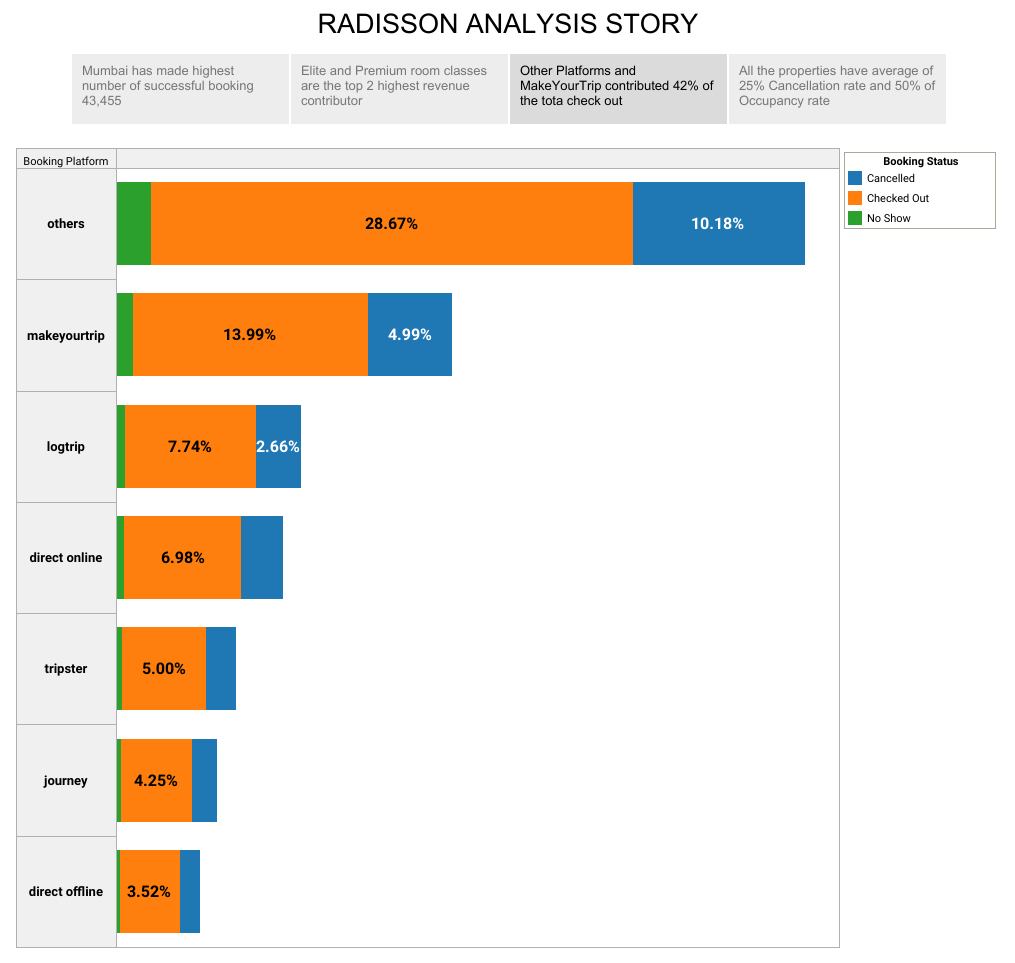 RADISSON ANALYSIS STORY
Mumbai has made highest
number of successful booking
43,455
Elite and Premium room classes
are the top 2 highest revenue
contributor
Other Platforms and
MakeYourTrip contributed 42% of
the tota check out
All the properties have average of
25% Cancellation rate and 50% of
Occupancy rate
Booking Platform
others
28.67%
10.18%
makeyourtrip
13.99%
4.99%
logtrip
7.74%
2.66%
direct online
6.98%
tripster
5.00%
journey
4.25%
direct offline
3.52%
Booking Status
Cancelled
Checked Out
No Show